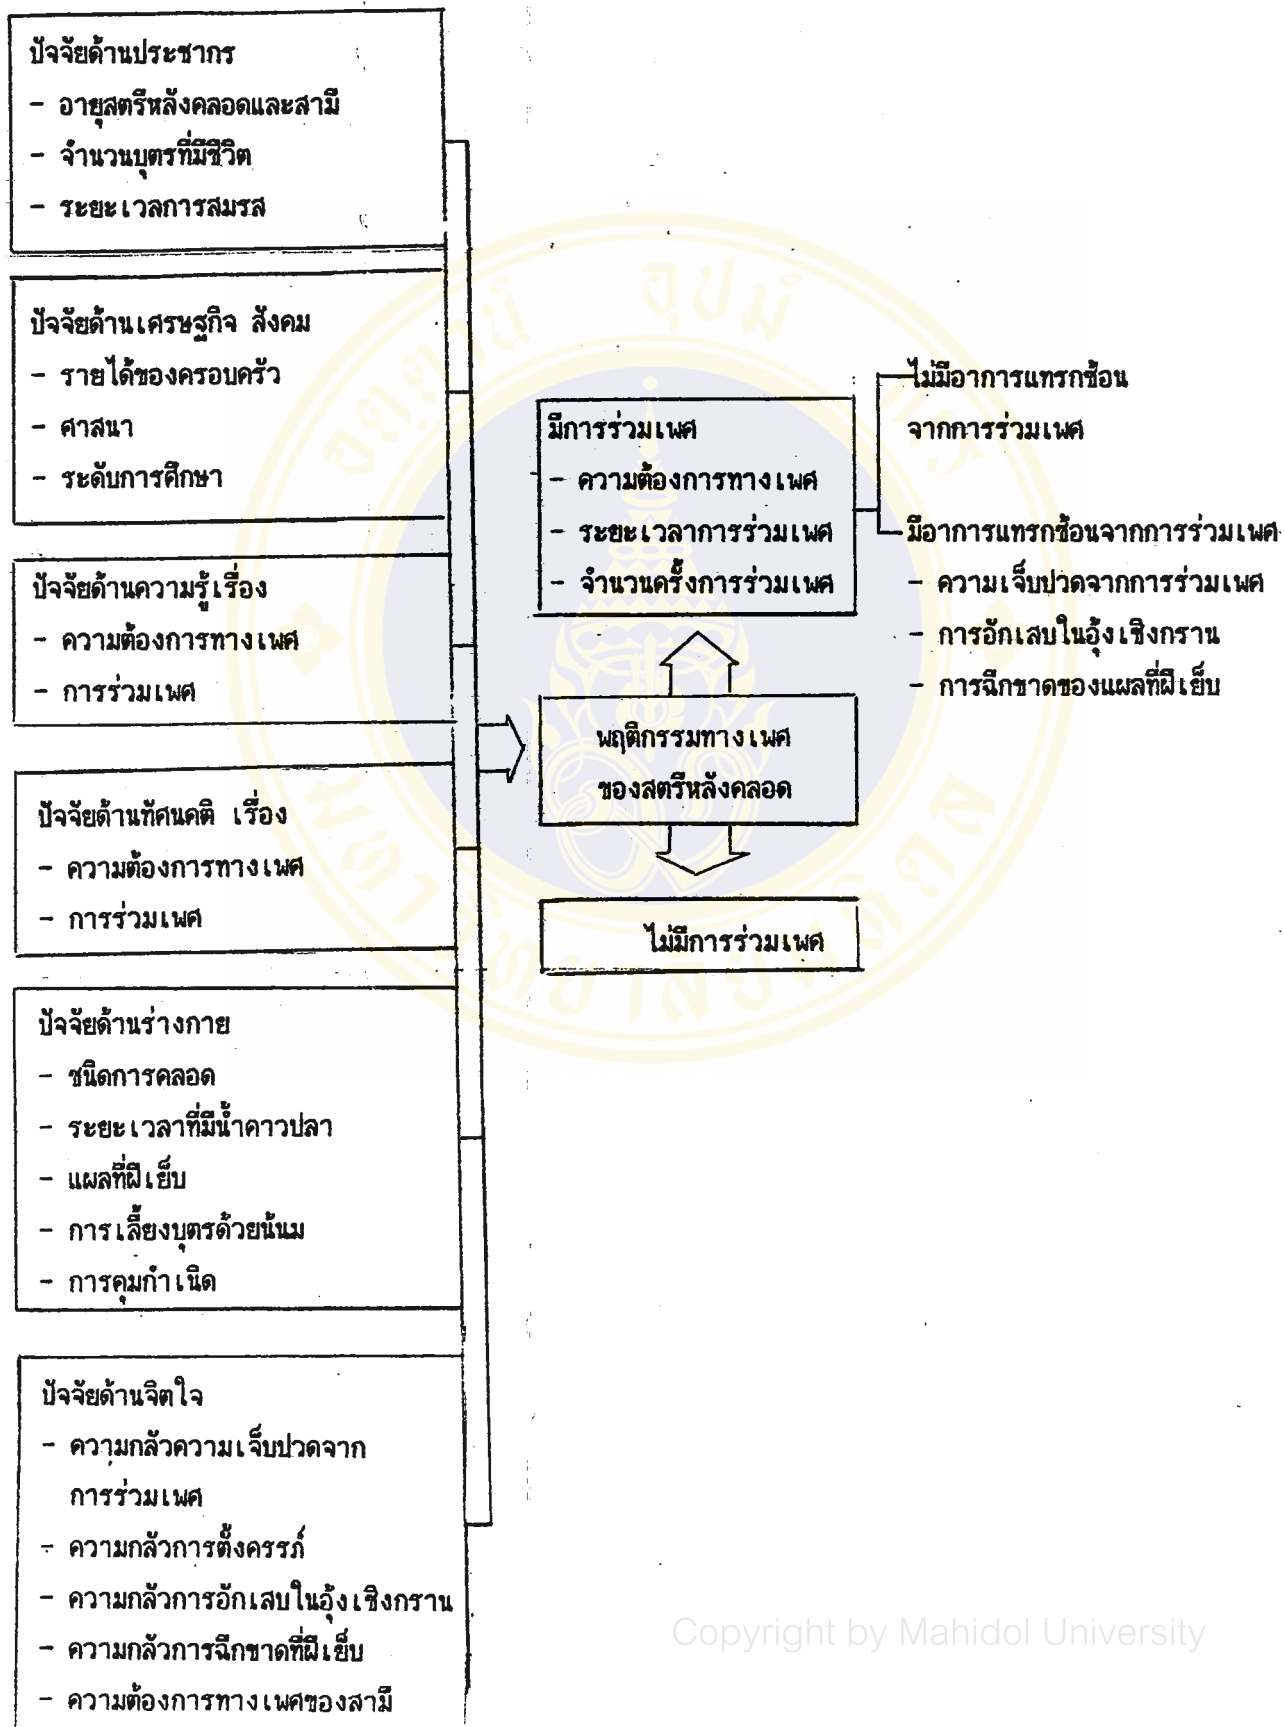 ปัจจัยด้านประชากร
- อายุสตรีหลังคลอดและสามี
- จำนวนบุตรที่มีชีวิต
- ระยะเวลการสมรส
ปัจจัยด้านเศรษฐกิจ สังคม
- รายได้ของครอบครัว
- ศาสนา
- ระดับการศึกษา
ปัจจัยด้านความรู้เรื่อง
- ความต้องการทางเพศ
- การร่วมเพศ
ปัจจัยด้านทัศนคติ เรื่อง
- ความต้องการทางเพศ
- การร่วมเพศ
ปัจจัยด้านร่างกาย
- ชนิดการคลอด
- ระยะเวลาที่มีน้ำคาวปลา
- แผลที่ฝีเย็บ
- การเลี้ยงบุตรด้วยน้นม
- การคุมกำเนิด
ปัจจัยด้านจิตใจ
- ความกลัวความเจ็บปวดจาก
การร่วมเพศ
- ความกลัวการตั้งครรภ์
- ความกลัวการอักเสบในอุ้งเชิงกราน
- ความกลัวการฉีกขาดที่ฝีเย็บ
- ความต้องการทางเพศของสามี
มีการร่วมเพศ
- ความต้องการทางเพศ
- ระยะเวลาการร่วมเพศ
- จำนวนครั้งการร่วมเพศ
พฤติกรรมทางเพศ
ของสตรีหลังคลอด
ไม่มีการร่วมเพศ
ไม่มีอาการแทรกซ้อน
จากการร่วมเพศ
มีอาการแทรกซ้อนจากการร่วมเพศ
- ความเจ็บปวดจากการร่วมเพศ
- การอักเสบในอุ้งเชิงกราน
- การฉีกขาดของแผลที่ฝีเย็บ
อตฺตานํ อุปมํ กเร
มหาวิทยาลัยมหิดล
Copyright by Mahidol University